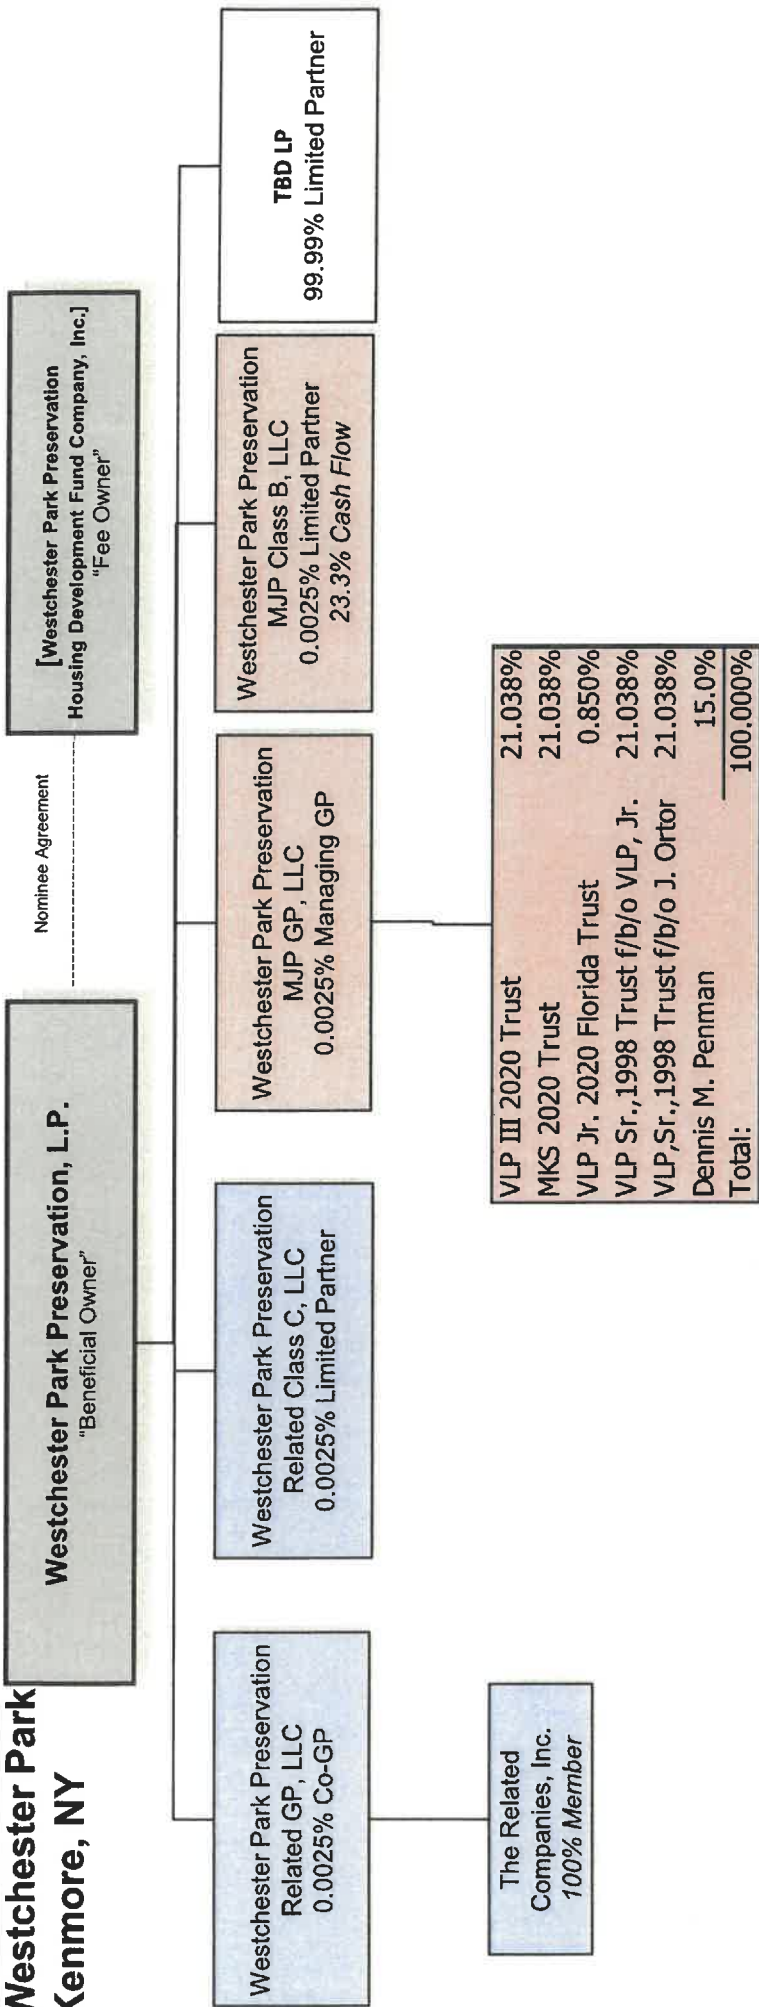 Westchester Park
Kenmore, NY
Westchester Park Preservation, L.P.
"Beneficial Owner"
Nominee Agreement
[Westchester Park Preservation
Housing Development Fund Company, Inc.]
"Fee Owner"
Westchester Park Preservation
Related GP, LLC
0.0025% Co-GP
Westchester Park Preservation
Related Class C, LLC
0.0025% Limited Partner
Westchester Park Preservation
MJP GP, LLC
0.0025% Managing GP
Westchester Park Preservation
MJP Class B, LLC
0.0025% Limited Partner
23.3% Cash Flow
TBD LP
99.99% Limited Partner
The Related
Companies, Inc.
100% Member
VLP III 2020 Trust 21.038%
MKS 2020 Trust 21.038%
VLP Jr. 2020 Florida Trust 0.850%
VLP Sr.,1998 Trust f/b/o VLP, Jr. 21.038%
VLP,Sr.,1998 Trust f/b/o J. Ortor 21.038%
Dennis M. Penman 15.0%
Total: 100.000%